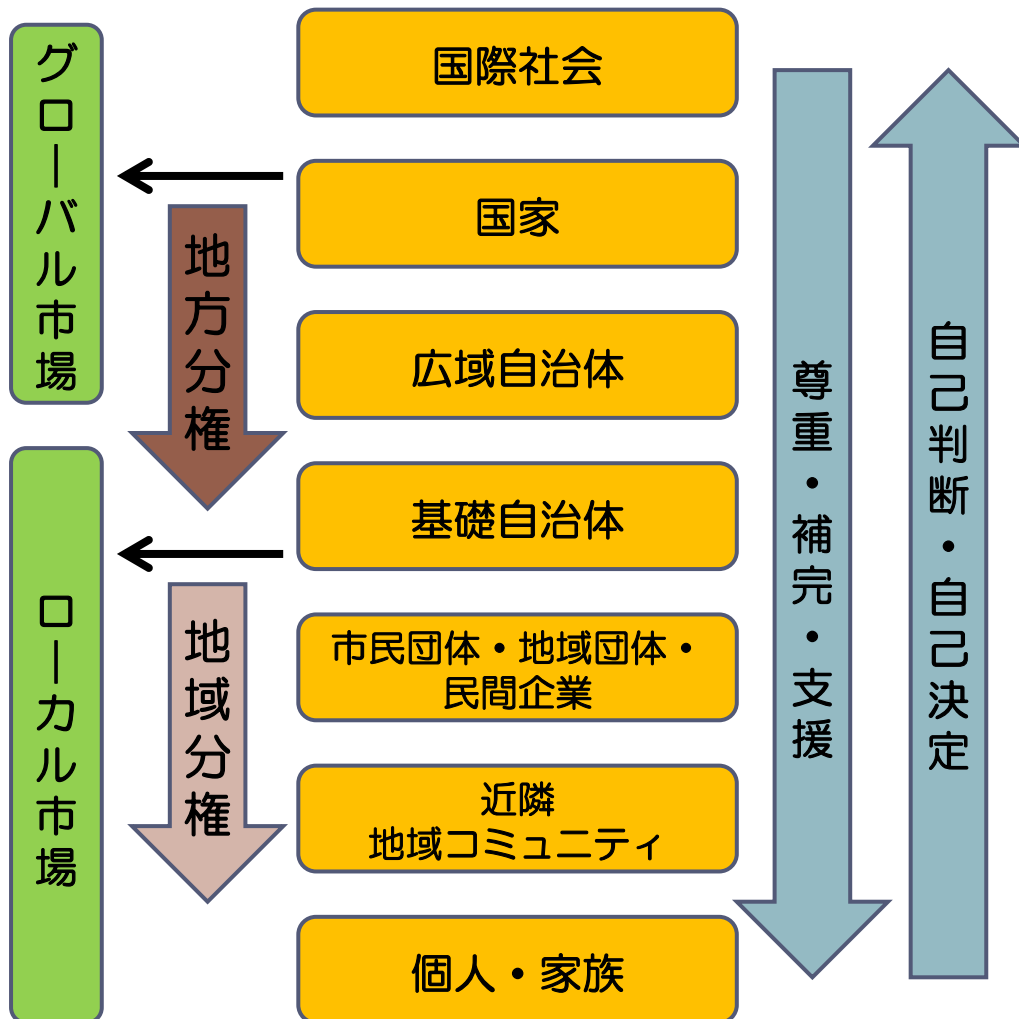 グローバル市場
ローカル市場
地方分権
地域分権
国際社会
国家
広域自治体
基礎自治体
市民団体・地域団体・
民間企業
近隣
地域コミュニティ
個人・家族
尊重・補完・支援
自己判断・自己決定